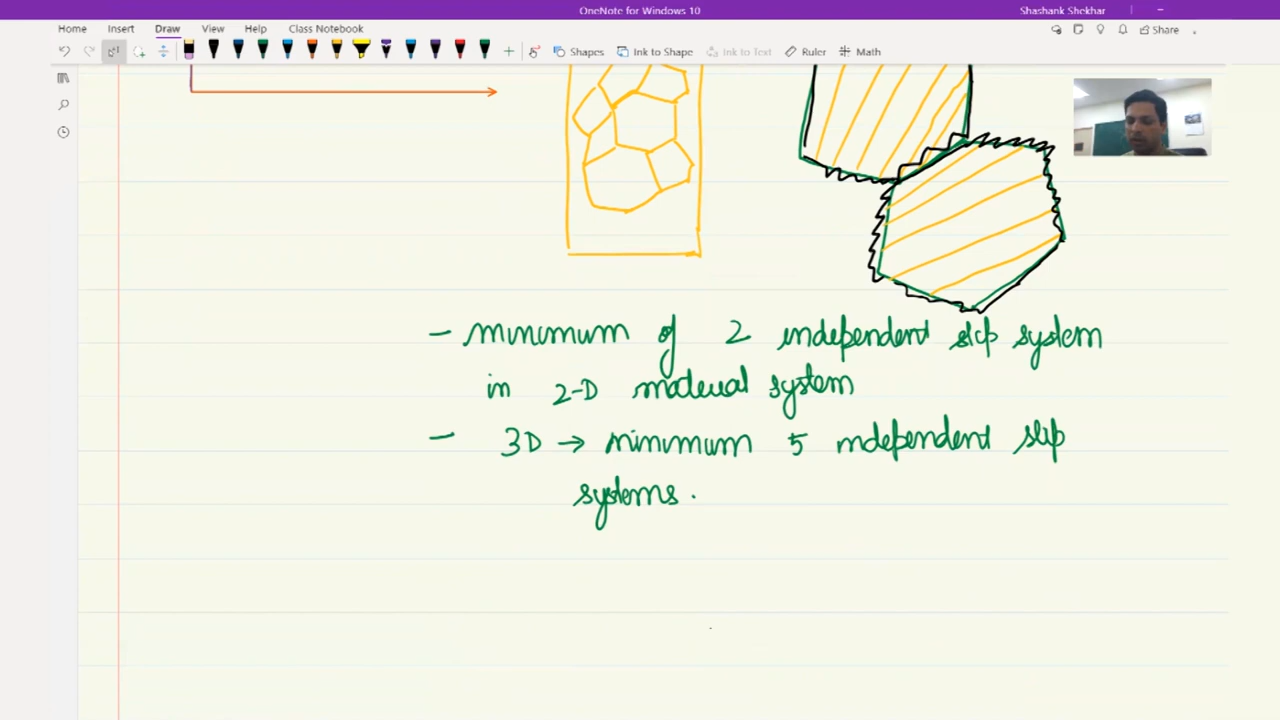 OneNote for Windows 10
Shashank Shekhar
Home Insert Draw View Help Class Notebook
Share
Shapes Ink to Shape Ink to Text Ruler Math
- minimum of 2 independent slip system
in 2-D material system
- 3D → minimum 5 independent slip
systems.